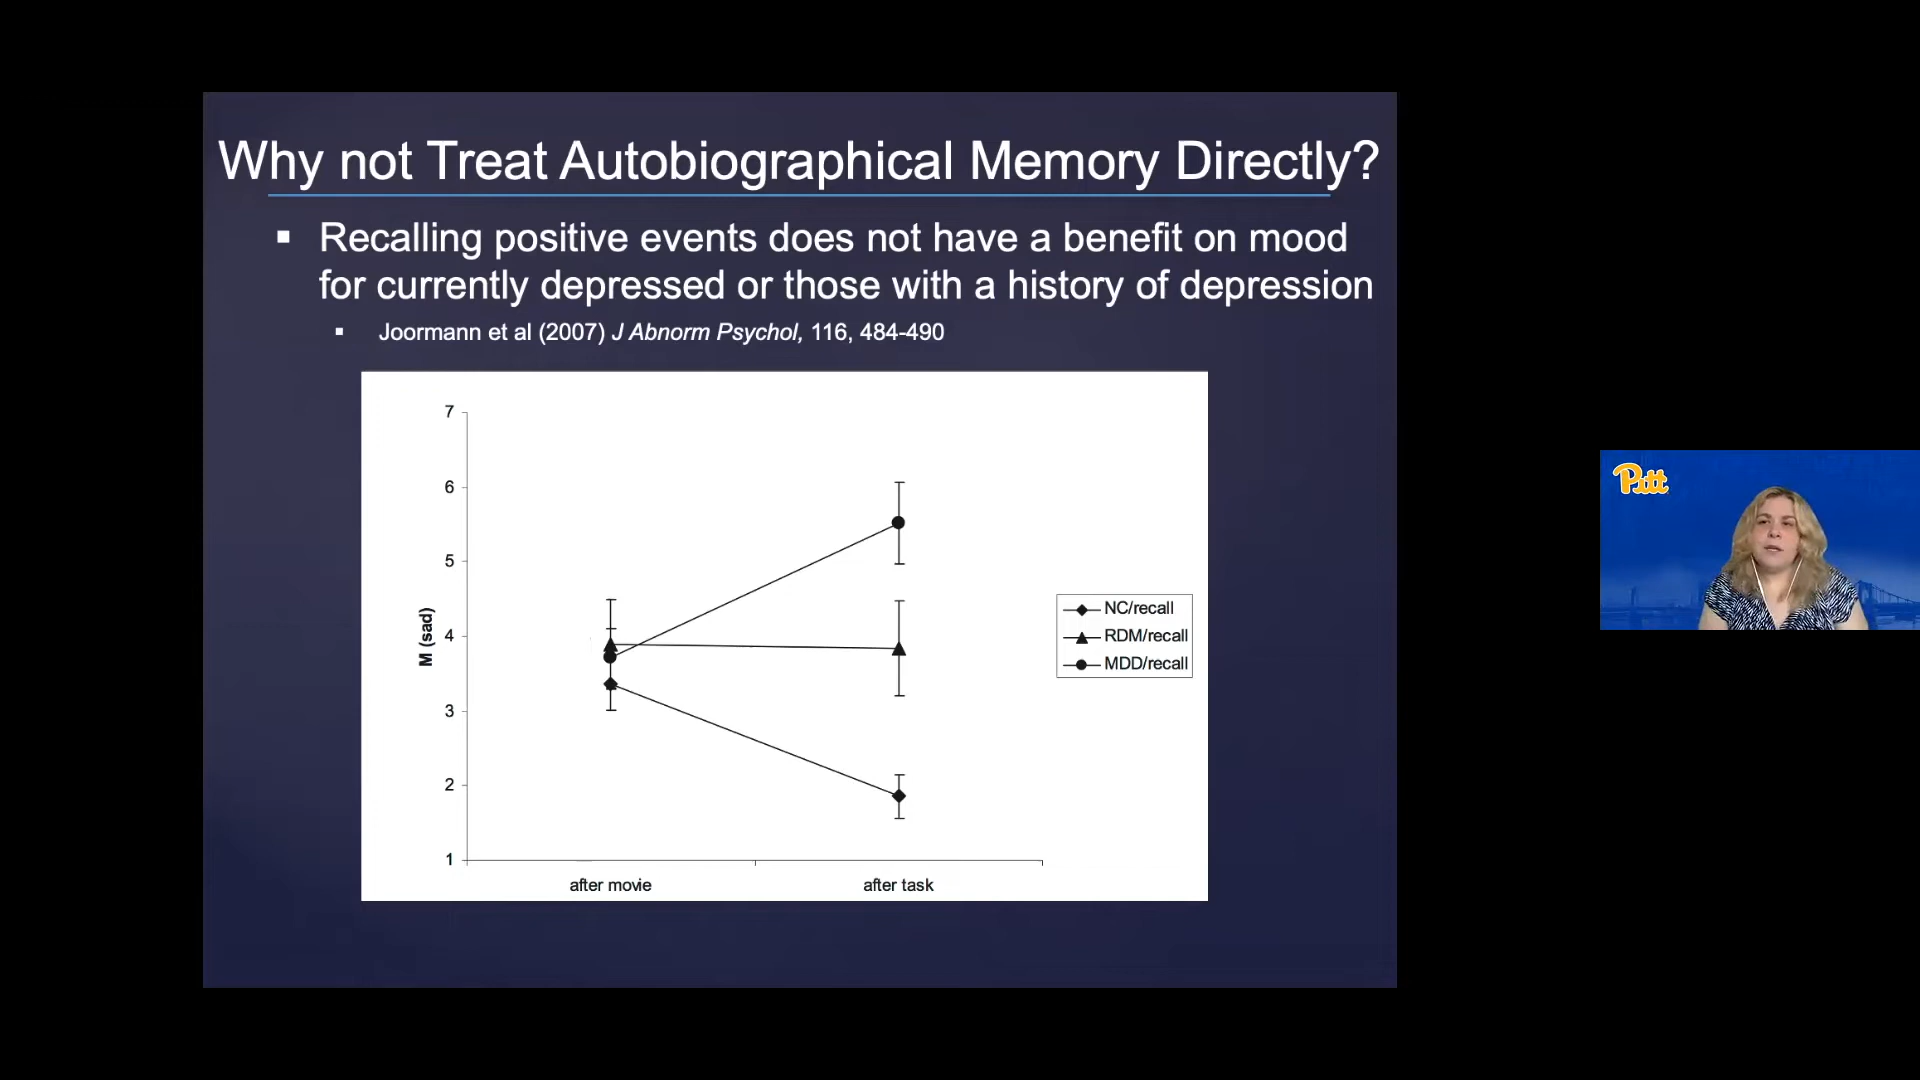 Why not Treat Autobiographical Memory Directly?
▪ Recalling positive events does not have a benefit on mood
for currently depressed or those with a history of depression
▪ Joormann et al (2007) J Abnorm Psychol, 116, 484-490
7
6
5
4
3
2
1
M (sad)
after movie
after task
NC/recall
RDM/recall
MDD/recall
Pitt